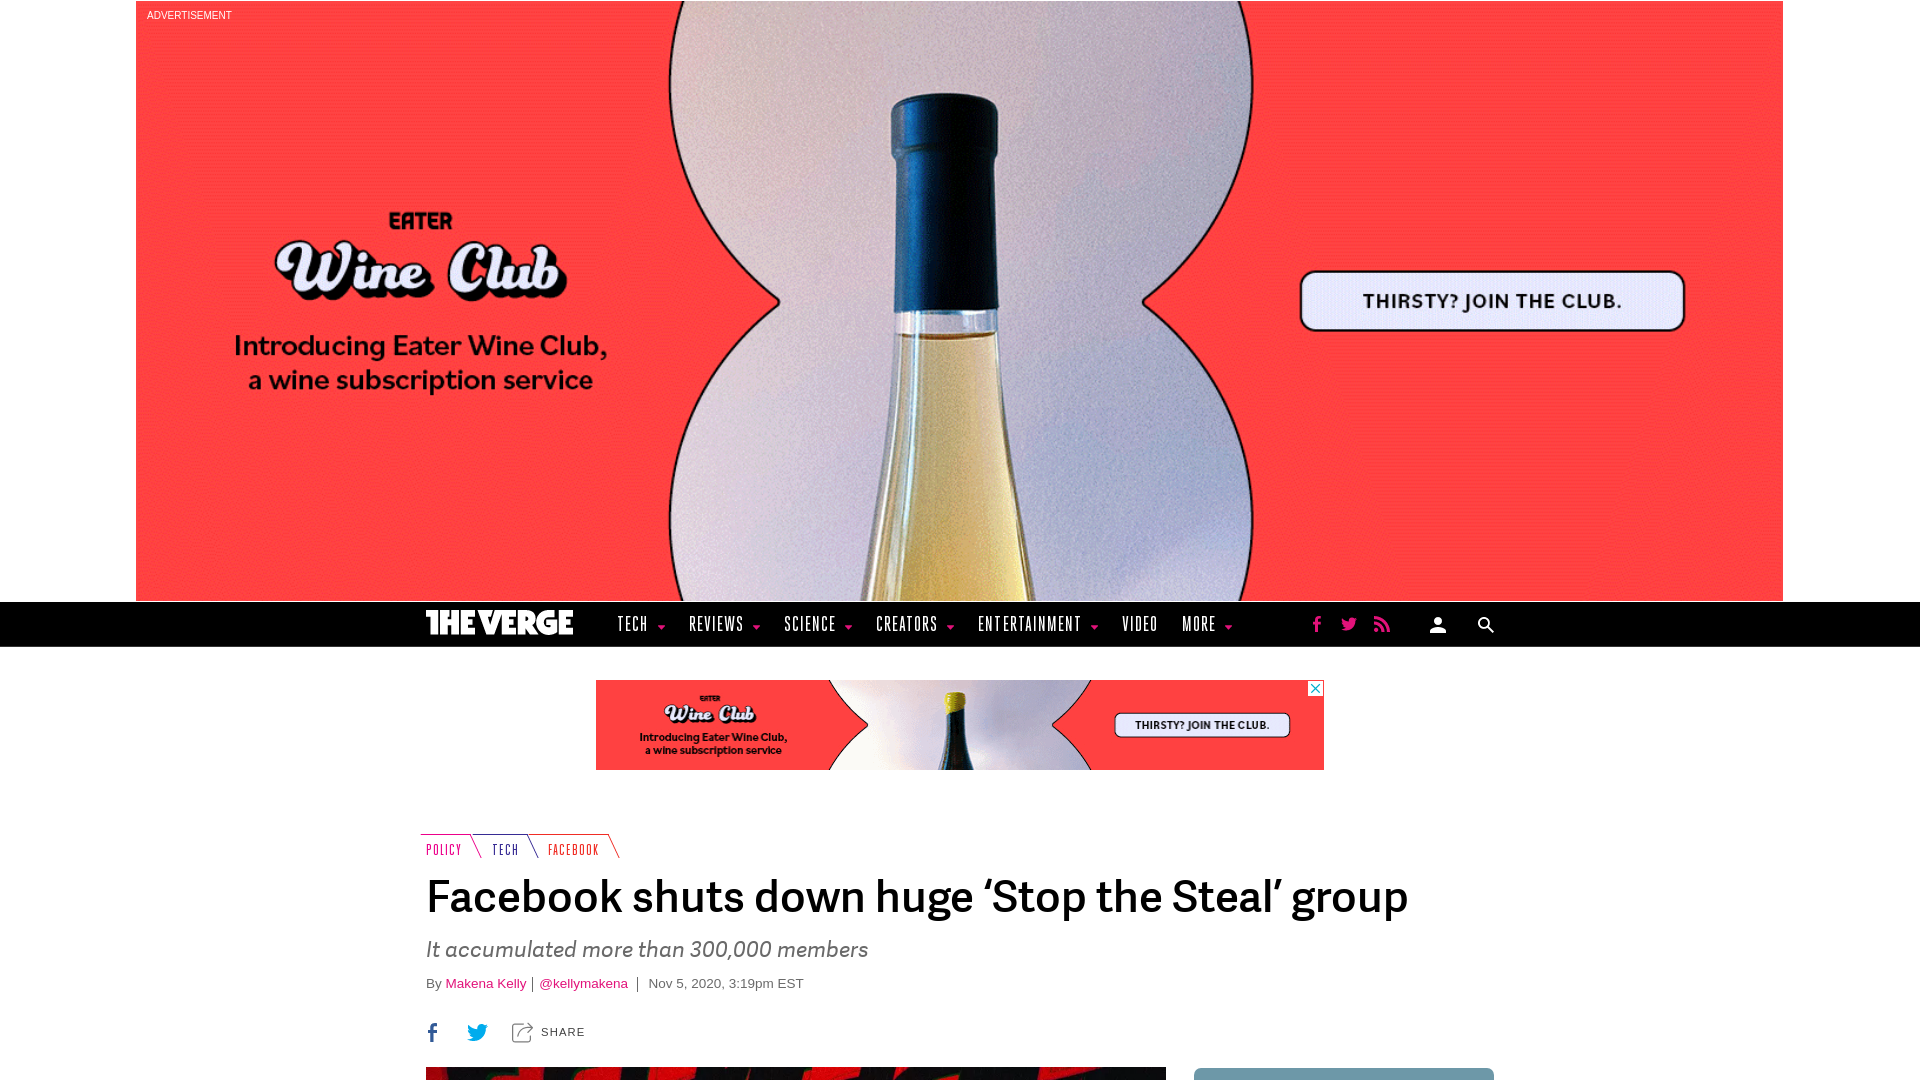 ADVERTISEMENT
EATER
Wine Club
Introducing Eater Wine Club,
a wine subscription service
THIRSTY? JOIN THE CLUB.
THE VERGE
TECH
REVIEWS
SCIENCE
CREATORS
ENTERTAINMENT
VIDEO
MORE
EATER
Wine Club
Introducing Eater Wine Club,
a wine subscription service
THIRSTY? JOIN THE CLUB.
POLICY
TECH
FACEBOOK
Facebook shuts down huge ‘Stop the Steal’ group
It accumulated more than 300,000 members
By Makena Kelly | @kellymakena | Nov 5, 2020, 3:19pm EST
SHARE